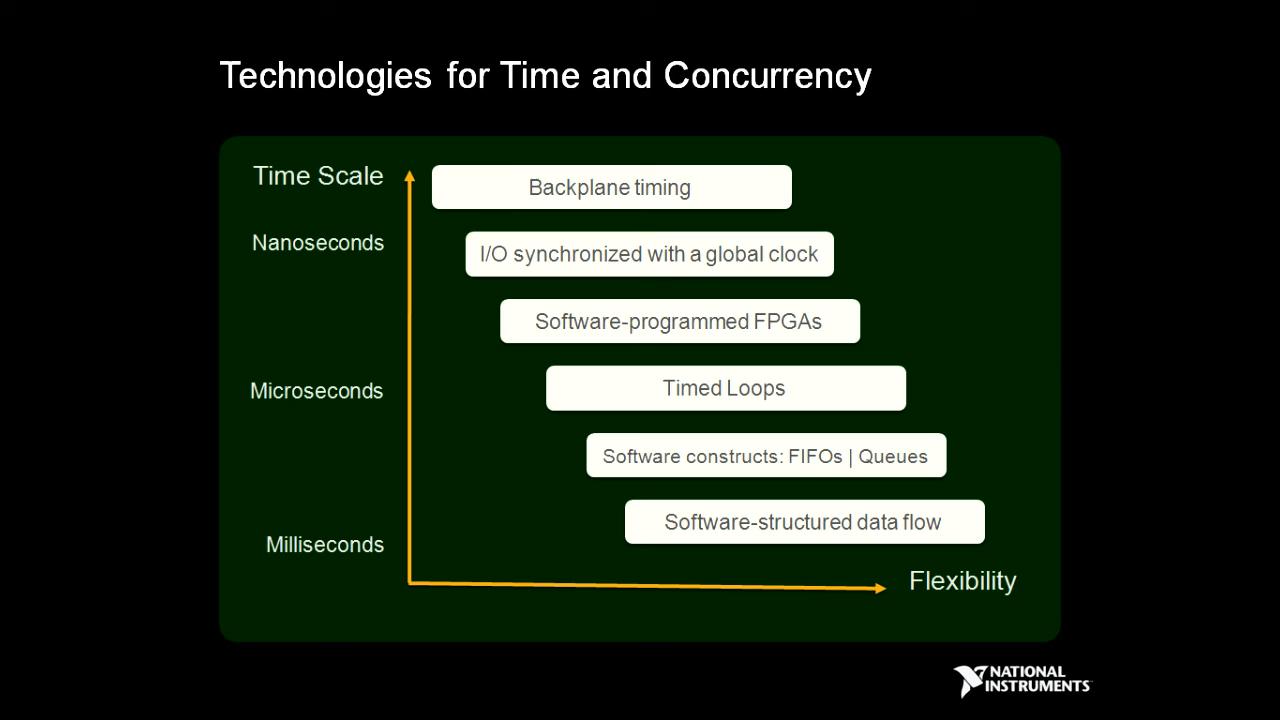 Technologies for Time and Concurrency
Time Scale
Backplane timing
Nanoseconds
I/O synchronized with a global clock
Software-programmed FPGAs
Microseconds
Timed Loops
Software constructs: FIFOs | Queues
Software-structured data flow
Milliseconds
Flexibility
NATIONAL
INSTRUMENTS